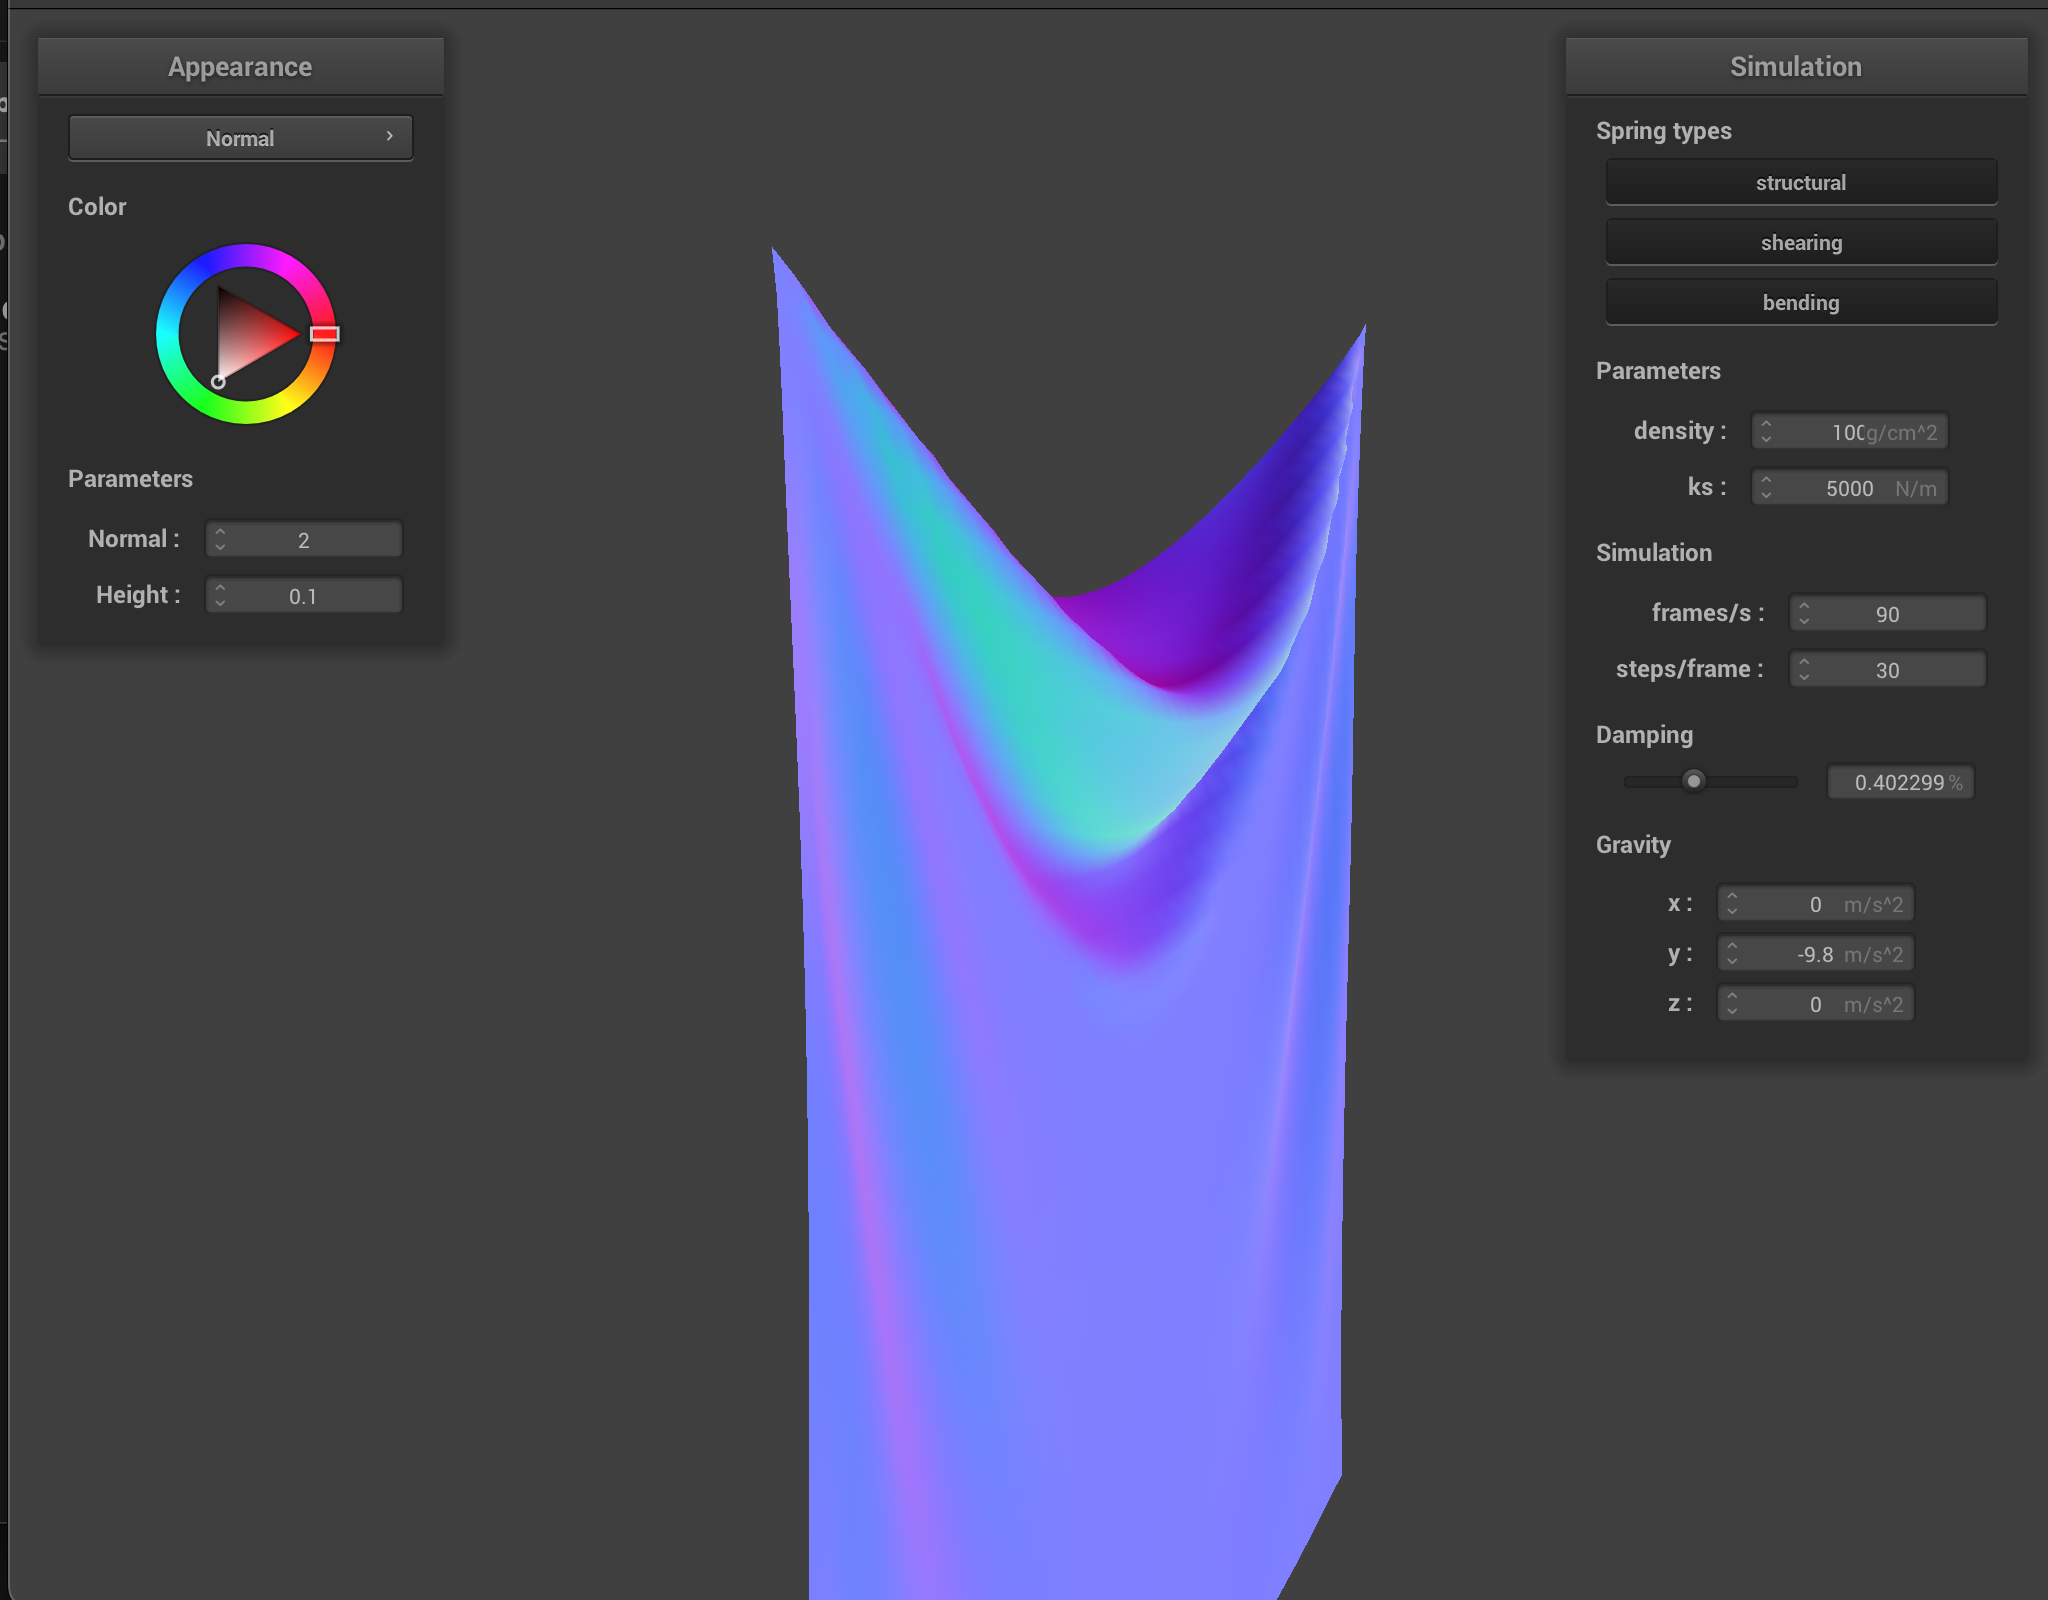 Appearance
Normal
Color
Parameters
Normal : 2
Height : 0.1
Simulation
Spring types
structural
shearing
bending
Parameters
density : 100 g/cm^2
ks : 5000 N/m
Simulation
frames/s : 90
steps/frame : 30
Damping
0.402299 %
Gravity
x : 0 m/s^2
y : -9.8 m/s^2
z : 0 m/s^2